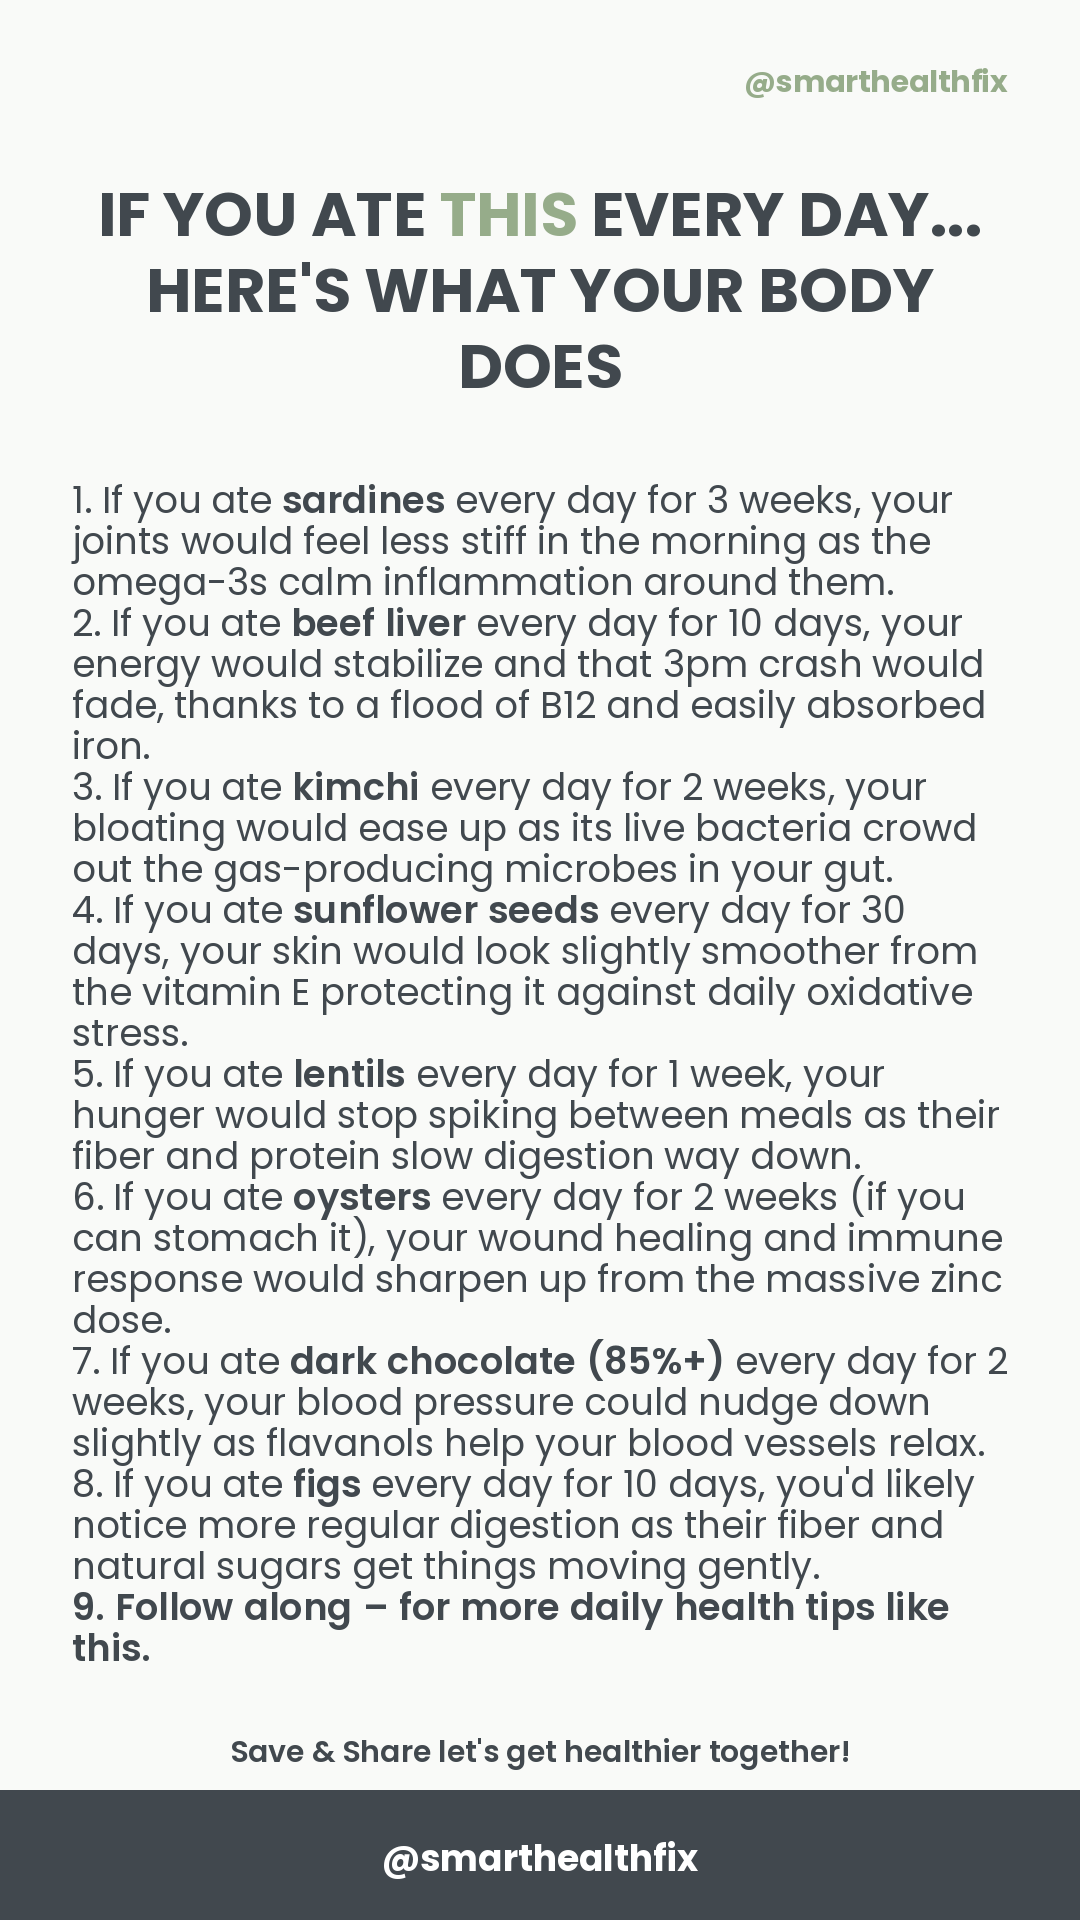 @smarthealthfix
IF YOU ATE THIS EVERY DAY...
HERE'S WHAT YOUR BODY
DOES
1. If you ate sardines every day for 3 weeks, your
joints would feel less stiff in the morning as the
omega-3s calm inflammation around them.
2. If you ate beef liver every day for 10 days, your
energy would stabilize and that 3pm crash would
fade, thanks to a flood of B12 and easily absorbed
iron.
3. If you ate kimchi every day for 2 weeks, your
bloating would ease up as its live bacteria crowd
out the gas-producing microbes in your gut.
4. If you ate sunflower seeds every day for 30
days, your skin would look slightly smoother from
the vitamin E protecting it against daily oxidative
stress.
5. If you ate lentils every day for 1 week, your
hunger would stop spiking between meals as their
fiber and protein slow digestion way down.
6. If you ate oysters every day for 2 weeks (if you
can stomach it), your wound healing and immune
response would sharpen up from the massive zinc
dose.
7. If you ate dark chocolate (85%+) every day for 2
weeks, your blood pressure could nudge down
slightly as flavanols help your blood vessels relax.
8. If you ate figs every day for 10 days, you'd likely
notice more regular digestion as their fiber and
natural sugars get things moving gently.
9. Follow along – for more daily health tips like
this.
Save & Share let's get healthier together!
@smarthealthfix